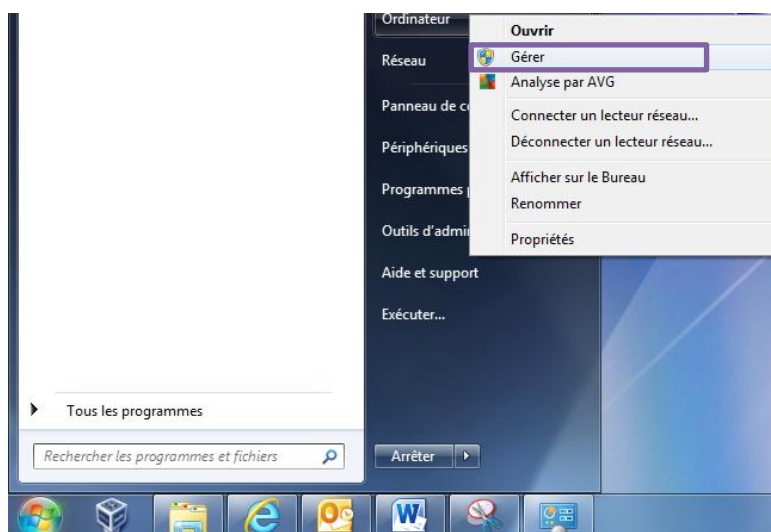 Ordinateur
Réseau
Panneau de c
Périphériques
Programmes
Outils d'admi
Aide et support
Exécuter...
Ouvrir
Gérer
Analyse par AVG
Connecter un lecteur réseau...
Déconnecter un lecteur réseau...
Afficher sur le Bureau
Renommer
Propriétés
Tous les programmes
Rechercher les programmes et fichiers
Arrêter